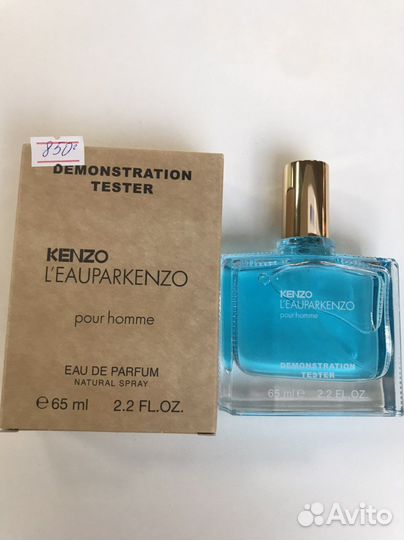 850
DEMONSTRATION
TESTER
KENZO
L'EAUPARKENZO
pour homme
EAU DE PARFUM
NATURAL SPRAY
℮ 65 ml 2.2 FL.OZ.
KENZO
L'EAUPARKENZO
pour homme
DEMONSTRATION
TESTER
65 ml ℮ 2.2 FL.OZ.
Avito